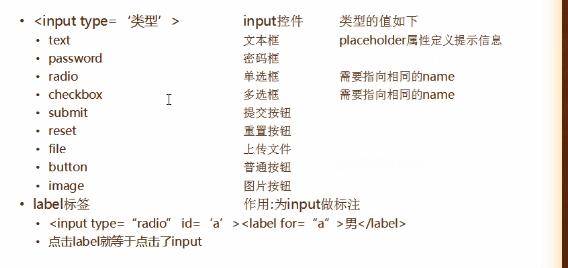 • <input type=‘类型’> input控件 类型的值如下
• text 文本框 placeholder属性定义提示信息
• password 密码框
• radio 单选框 需要指向相同的name
• checkbox 多选框 需要指向相同的name
• submit 提交按钮
• reset 重置按钮
• file 上传文件
• button 普通按钮
• image 图片按钮
• label标签 作用:为input做标注
• <input type=“radio” id=‘a’><label for=“a”>男</label>
• 点击label就等于点击了input